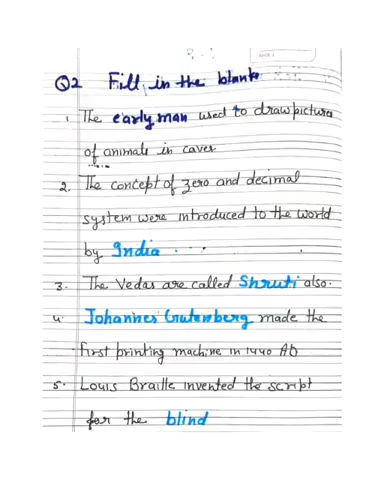 Q2 Fill in the blanks
1. The early man used to draw picture
of animals in caves
2. The concept of zero and decimal
system were introduced to the world
by India
3. The Vedas are called Shruti also.
4. Johannes Gutenberg made the
first printing machine in 1440 AD
5. Louis Braille invented the script
for the blind